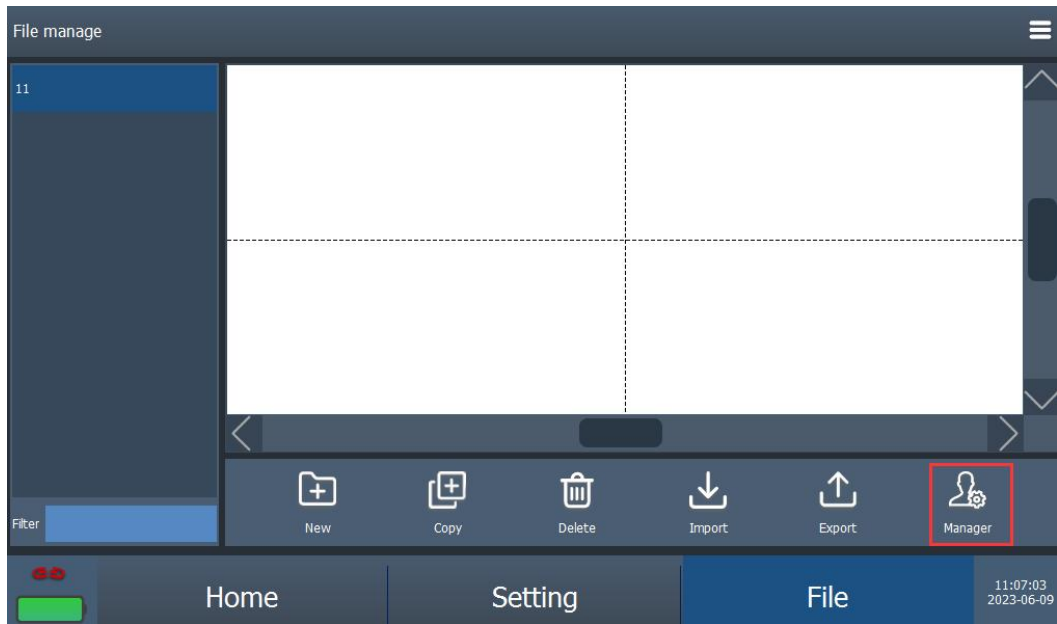 File manage
11
Filter
New
Copy
Delete
Import
Export
Manager
Home
Setting
File
11:07:03
2023-06-09